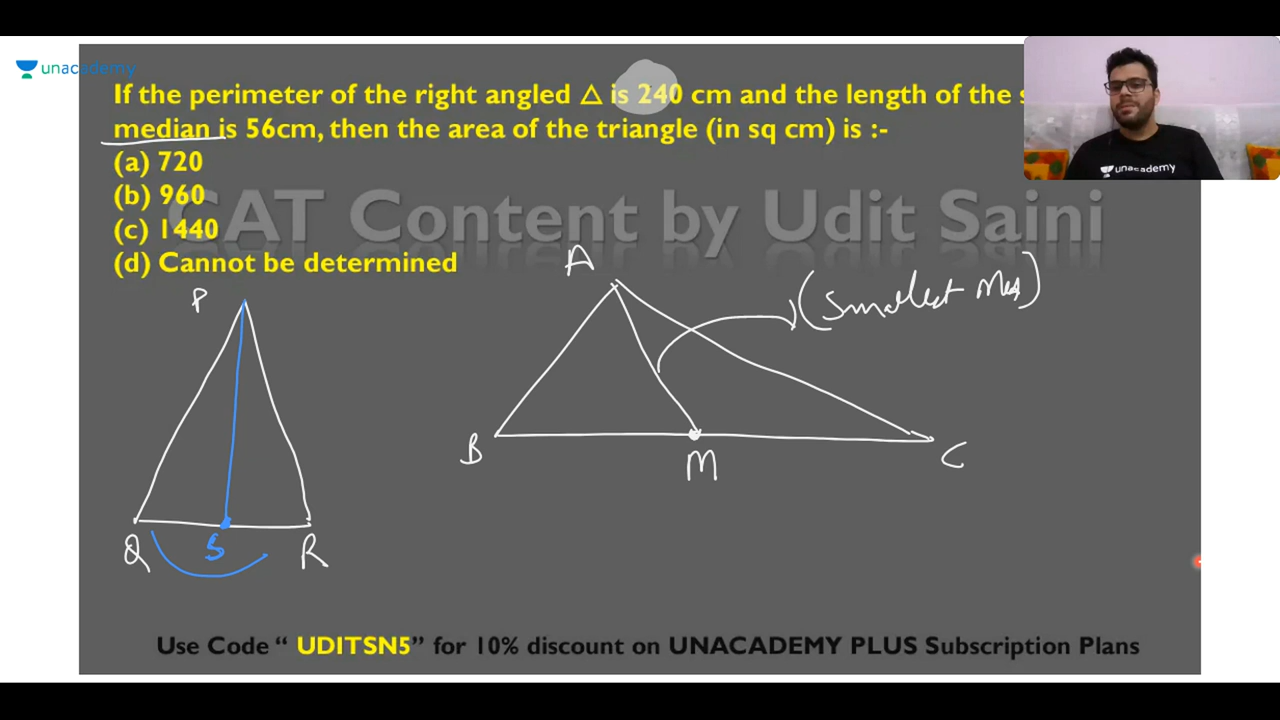 unacademy
If the perimeter of the right angled △ is 240 cm and the length of the s
median is 56cm, then the area of the triangle (in sq cm) is :-
(a) 720
(b) 960
(c) 1440
(d) Cannot be determined
CAT Content by Udit Saini
unacademy
A
(Smallest
P
B
M
C
Q
S
R
Use Code “ UDITSN5” for 10% discount on UNACADEMY PLUS Subscription Plans